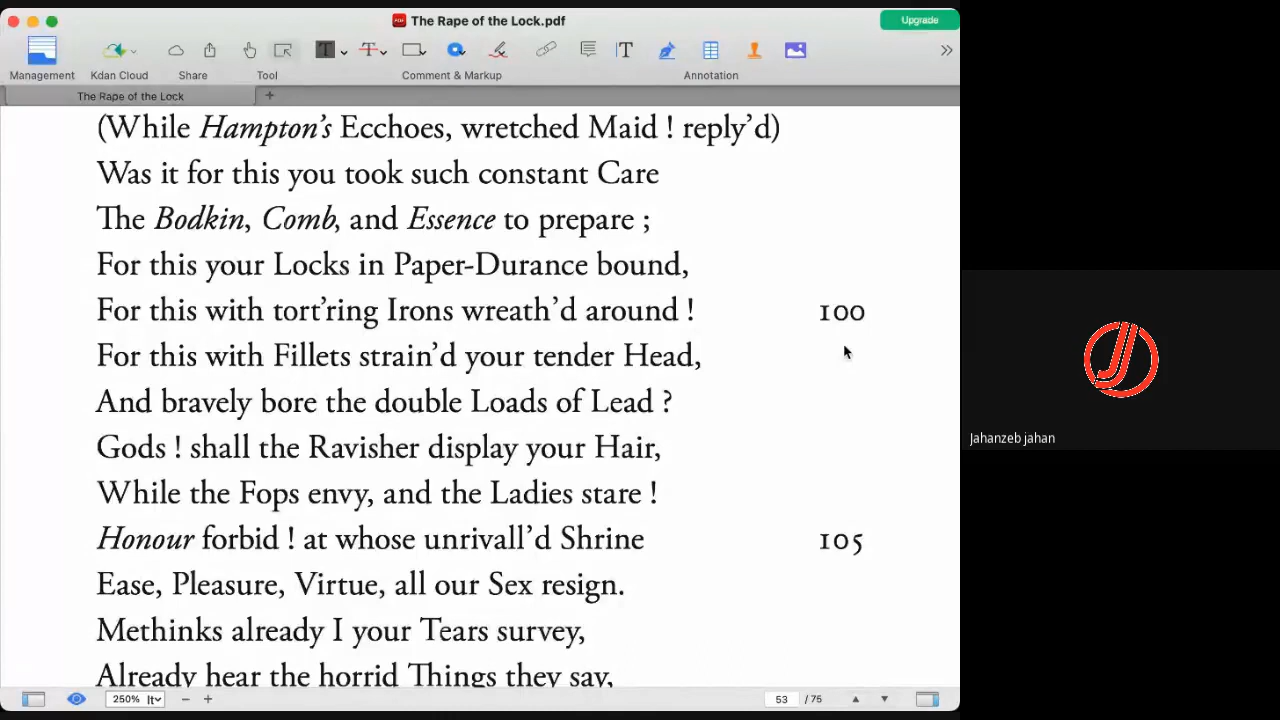 The Rape of the Lock.pdf
Upgrade
Management
Kdan Cloud
Share
Tool
Comment & Markup
Annotation
The Rape of the Lock
(While Hampton's Ecchoes, wretched Maid ! reply'd)
Was it for this you took such constant Care
The Bodkin, Comb, and Essence to prepare ;
For this your Locks in Paper-Durance bound,
For this with tort'ring Irons wreath'd around ! 100
For this with Fillets strain'd your tender Head,
And bravely bore the double Loads of Lead ?
Gods ! shall the Ravisher display your Hair,
While the Fops envy, and the Ladies stare !
Honour forbid ! at whose unrivall'd Shrine 105
Ease, Pleasure, Virtue, all our Sex resign.
Methinks already I your Tears survey,
Already hear the horrid Things they say,
250%
53 / 75
Jahanzeb jahan